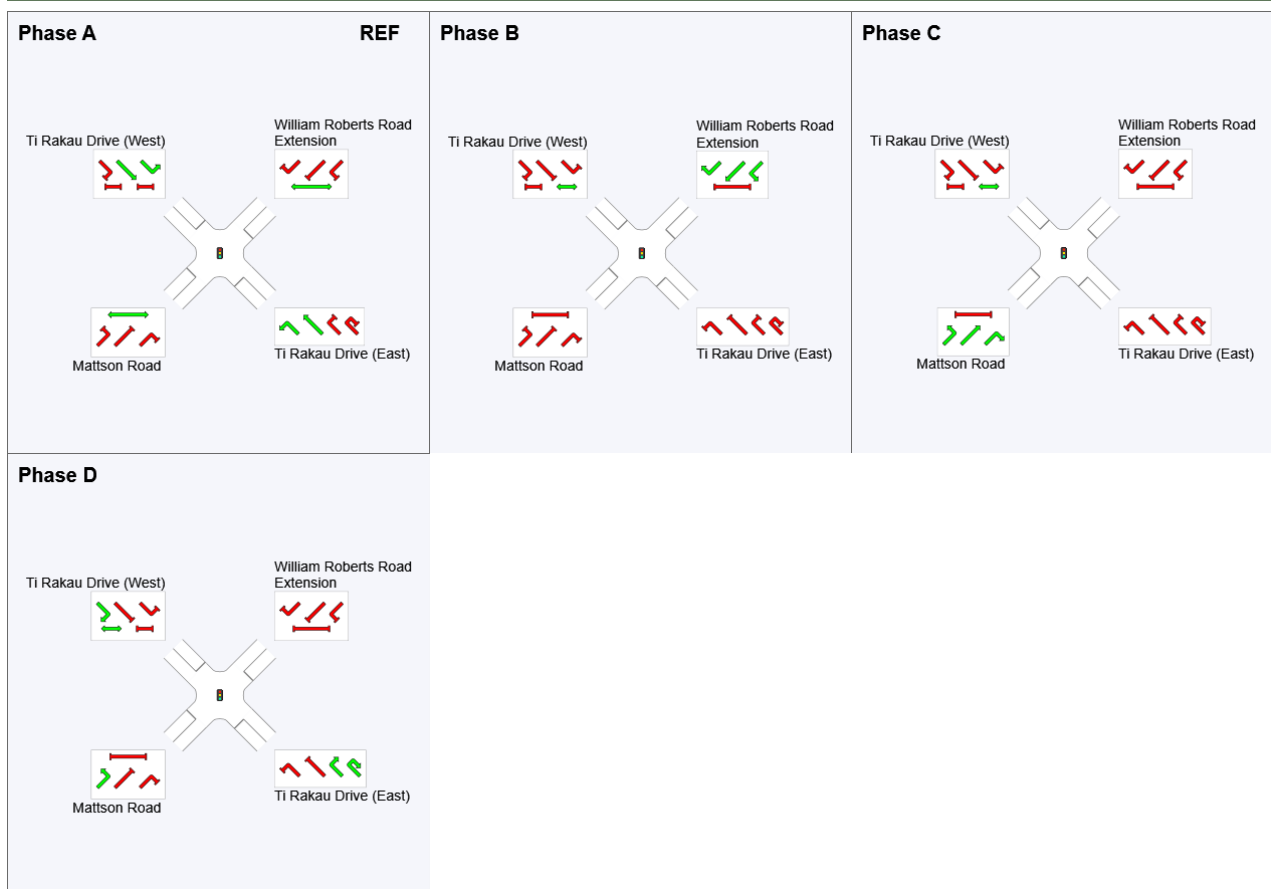 Phase A
REF
Ti Rakau Drive (West)
William Roberts Road
Extension
Mattson Road
Ti Rakau Drive (East)
Phase B
Ti Rakau Drive (West)
William Roberts Road
Extension
Mattson Road
Ti Rakau Drive (East)
Phase C
Ti Rakau Drive (West)
William Roberts Road
Extension
Mattson Road
Ti Rakau Drive (East)
Phase D
Ti Rakau Drive (West)
William Roberts Road
Extension
Mattson Road
Ti Rakau Drive (East)